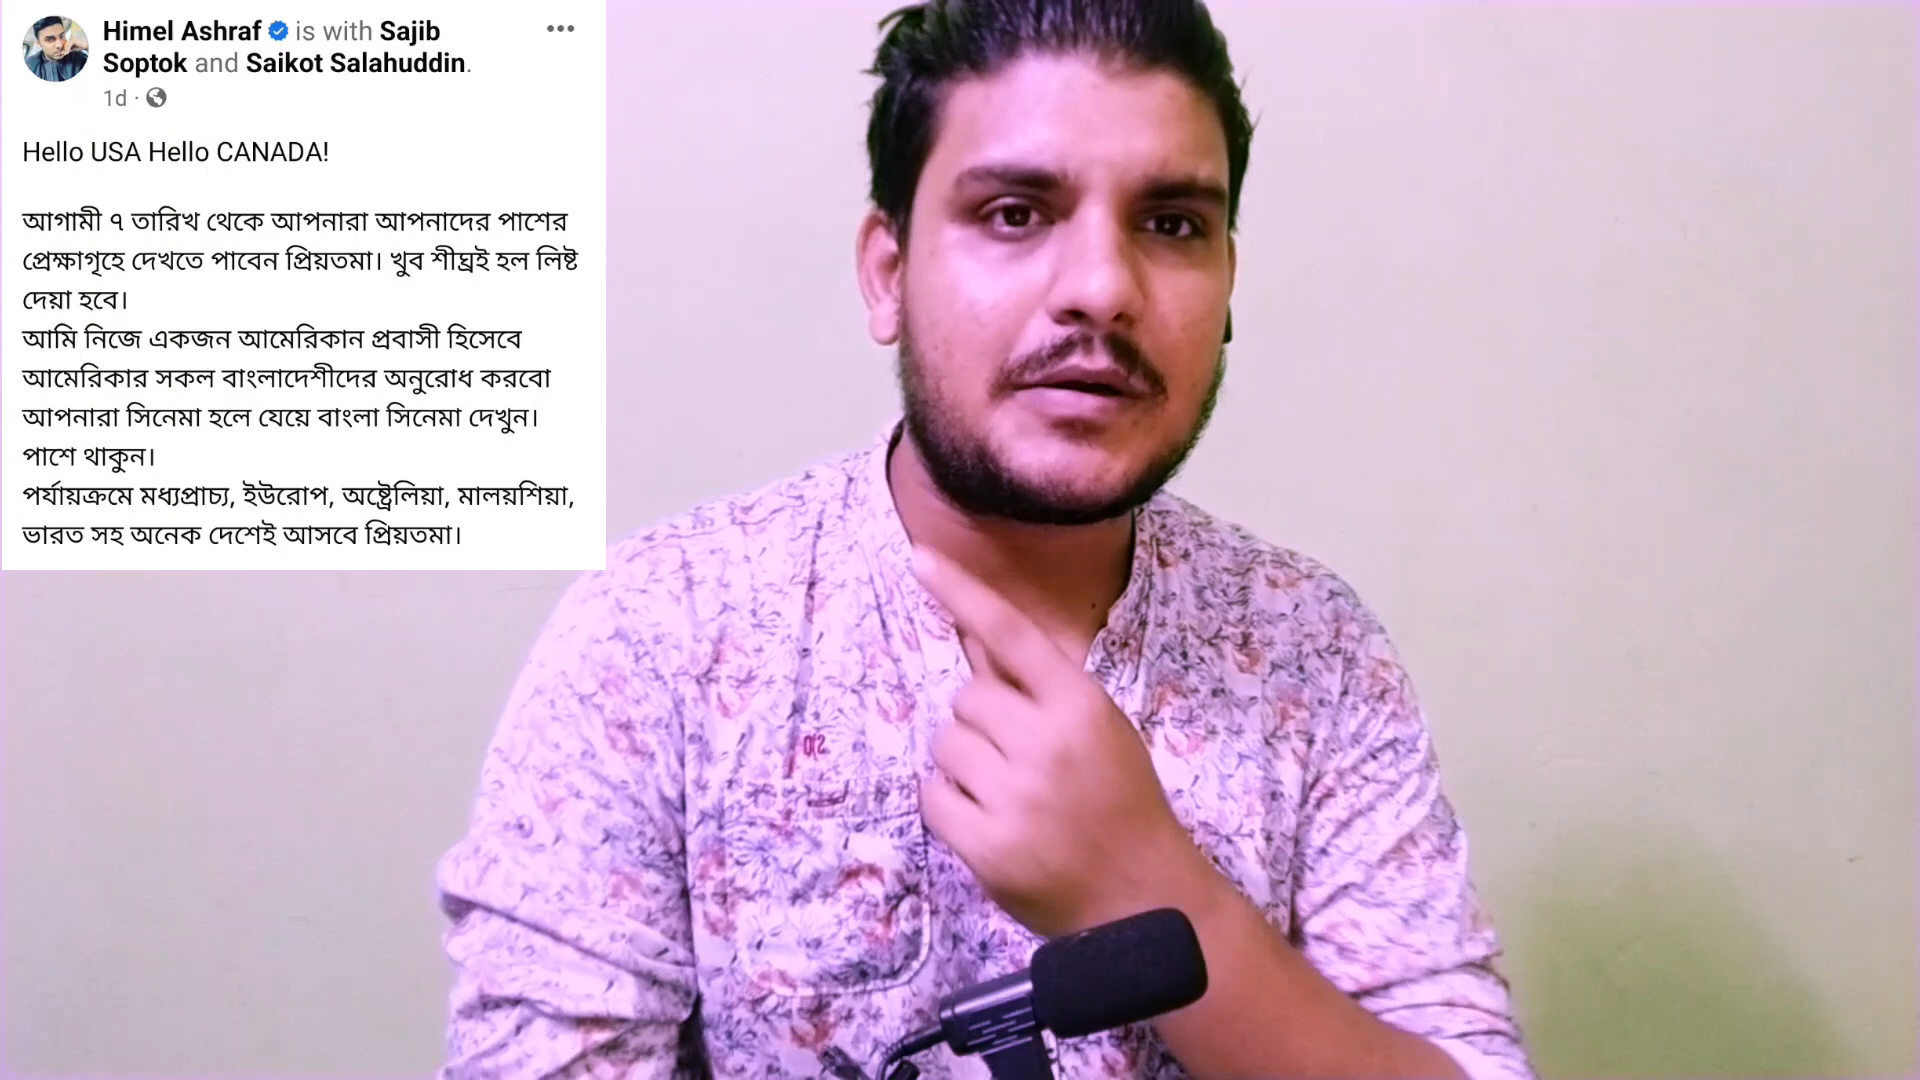 Himel Ashraf is with Sajib
Soptok and Saikot Salahuddin.
1d ·
Hello USA Hello CANADA!
আগামী ৭ তারিখ থেকে আপনারা আপনাদের পাশের
প্রেক্ষাগৃহে দেখতে পাবেন প্রিয়তমা। খুব শীঘ্রই হল লিষ্ট
দেয়া হবে।
আমি নিজে একজন আমেরিকান প্রবাসী হিসেবে
আমেরিকার সকল বাংলাদেশীদের অনুরোধ করবো
আপনারা সিনেমা হলে যেয়ে বাংলা সিনেমা দেখুন।
পাশে থাকুন।
পর্যায়ক্রমে মধ্যপ্রাচ্য, ইউরোপ, অষ্ট্রেলিয়া, মালয়শিয়া,
ভারত সহ অনেক দেশেই আসবে প্রিয়তমা।